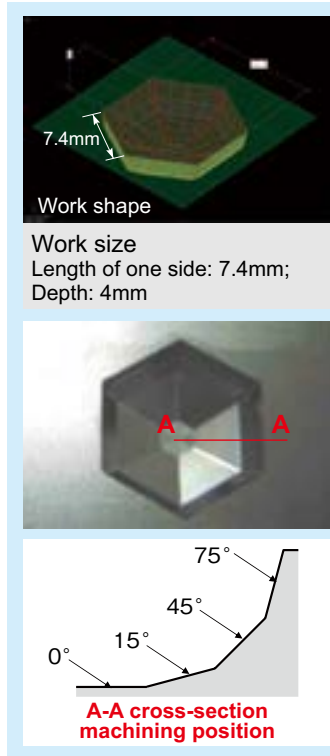 7.4mm
Work shape
Work size
Length of one side: 7.4mm;
Depth: 4mm
A A
75°
45°
15°
0°
A-A cross-section
machining position